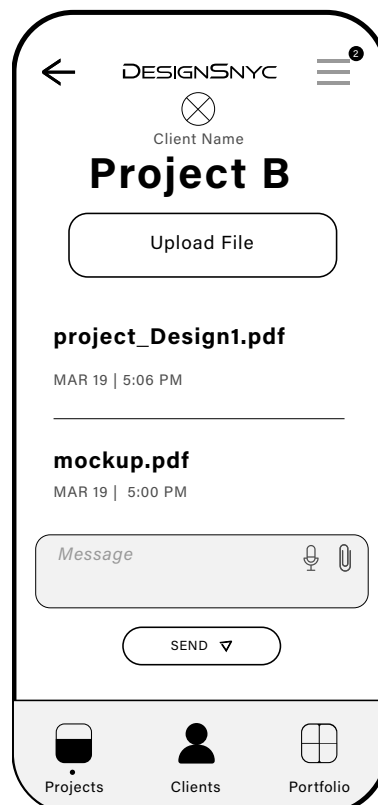 DESIGNSNYC
2
Client Name
Project B
Upload File
project_Design1.pdf
MAR 19 | 5:06 PM
mockup.pdf
MAR 19 | 5:00 PM
Message
SEND
Projects
Clients
Portfolio